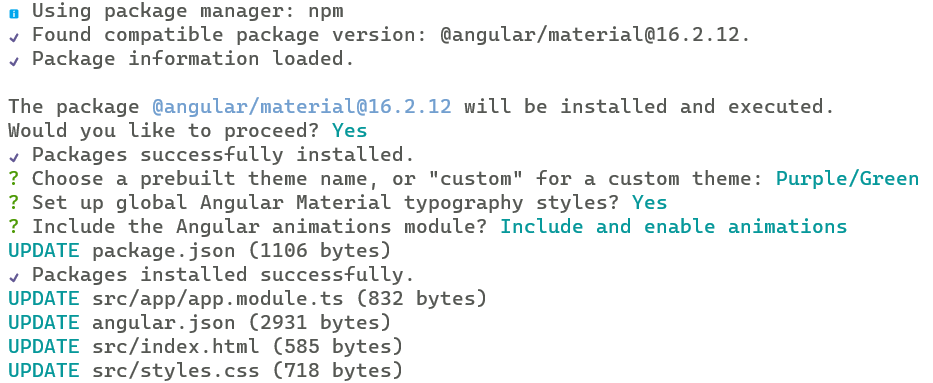 ℹ Using package manager: npm
✓ Found compatible package version: @angular/material@16.2.12.
✓ Package information loaded.

The package @angular/material@16.2.12 will be installed and executed.
Would you like to proceed? Yes
✓ Packages successfully installed.
? Choose a prebuilt theme name, or "custom" for a custom theme: Purple/Green
? Set up global Angular Material typography styles? Yes
? Include the Angular animations module? Include and enable animations
UPDATE package.json (1106 bytes)
✓ Packages installed successfully.
UPDATE src/app/app.module.ts (832 bytes)
UPDATE angular.json (2931 bytes)
UPDATE src/index.html (585 bytes)
UPDATE src/styles.css (718 bytes)